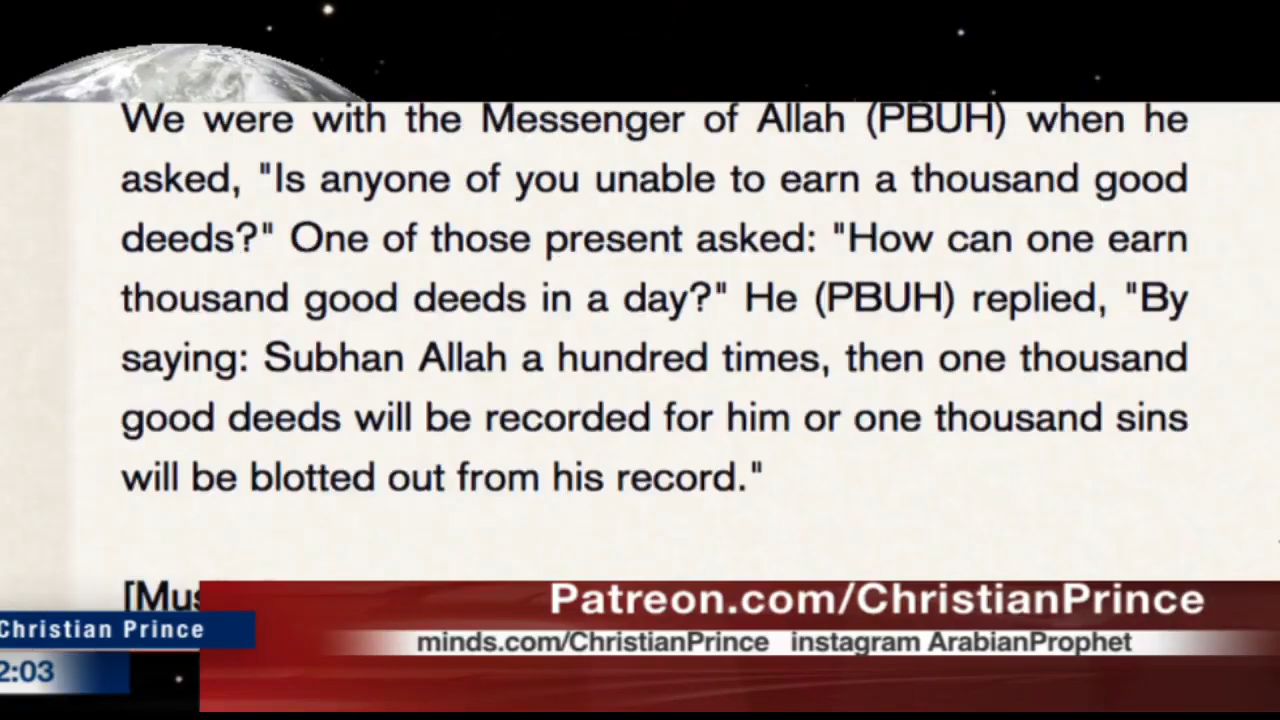 We were with the Messenger of Allah (PBUH) when he
asked, "Is anyone of you unable to earn a thousand good
deeds?" One of those present asked: "How can one earn
thousand good deeds in a day?" He (PBUH) replied, "By
saying: Subhan Allah a hundred times, then one thousand
good deeds will be recorded for him or one thousand sins
will be blotted out from his record."
Patreon.com/ChristianPrince
Christian Prince
minds.com/ChristianPrince instagram ArabianProphet
2:03